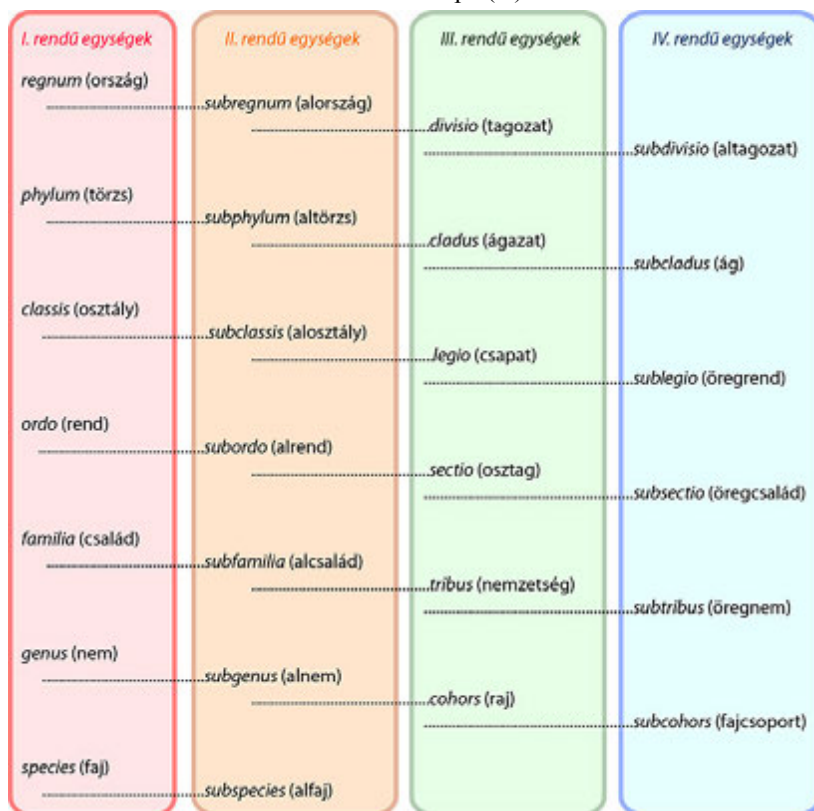 I. rendű egységek
II. rendű egységek
III. rendű egységek
IV. rendű egységek
regnum (ország)
subregnum (alország)
divisio (tagozat)
subdivisio (altagozat)
phylum (törzs)
subphylum (altörzs)
cladus (ágazat)
subcladus (ág)
classis (osztály)
subclassis (alosztály)
legio (csapat)
sublegio (öregrend)
ordo (rend)
subordo (alrend)
sectio (osztag)
subsectio (öregcsalád)
familia (család)
subfamilia (alcsalád)
tribus (nemzetség)
subtribus (öregnem)
genus (nem)
subgenus (alnem)
cohors (raj)
subcohors (fajcsoport)
species (faj)
subspecies (alfaj)